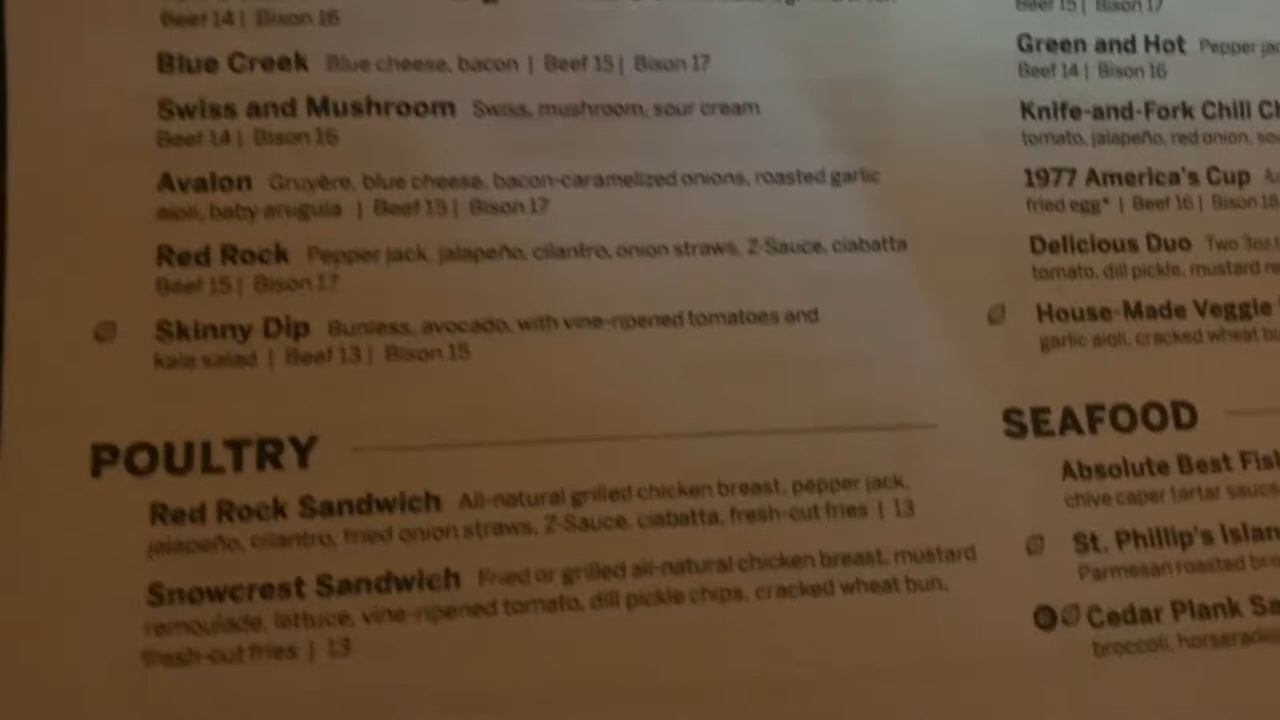 Beef 14 | Bison 16
Blue Creek Blue cheese, bacon | Beef 15 | Bison 17
Swiss and Mushroom Swiss, mushroom, sour cream
Beef 14 | Bison 16
Avalon Gruyère, blue cheese, bacon-caramelized onions, roasted garlic
aioli, baby arugula | Beef 15 | Bison 17
Red Rock Pepper jack, jalapeño, cilantro, onion straws, Z-Sauce, ciabatta
Beef 15 | Bison 17
Skinny Dip Bunless, avocado, with vine-ripened tomatoes and
kale salad | Beef 13 | Bison 15
POULTRY
Red Rock Sandwich All-natural grilled chicken breast, pepper jack,
jalapeño, cilantro, fried onion straws, Z-Sauce, ciabatta, fresh-cut fries | 13
Snowcrest Sandwich Fried or grilled all-natural chicken breast, mustard
remoulade, lettuce, vine-ripened tomato, dill pickle chips, cracked wheat bun,
fresh-cut fries | 13
Beef 15 | Bison 17
Green and Hot Pepper
Beef 14 | Bison 16
Knife-and-Fork Chili
tomato, jalapeño, red onion,
1977 America's Cup
fried egg* | Beef 16 | Bison 18
Delicious Duo Two 3oz
tomato, dill pickle, mustard
House-Made Veggie
garlic aioli, cracked wheat
SEAFOOD
Absolute Best
chive caper tartar sauce
St. Phillip's
Parmesan roasted
Cedar Plank
broccoli,